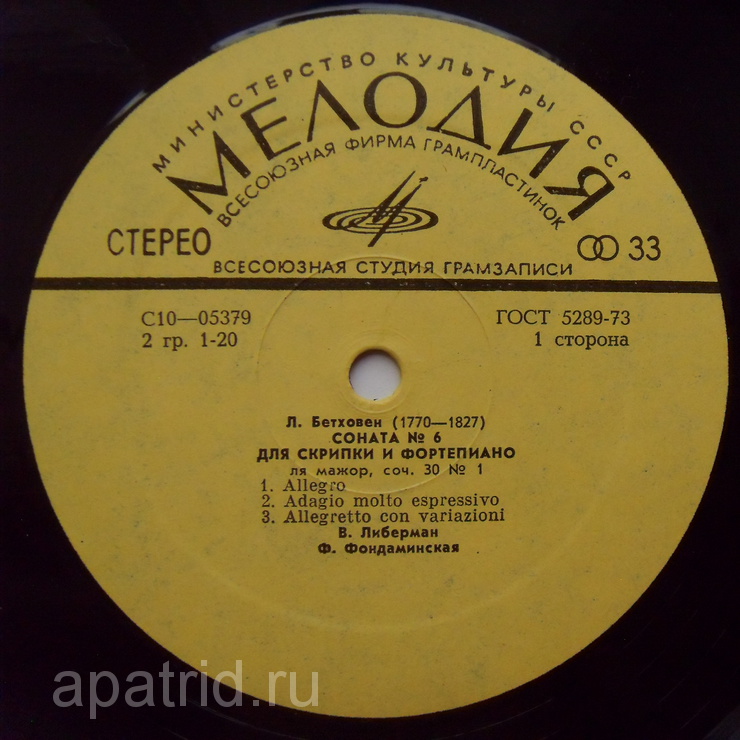 МИНИСТЕРСТВО КУЛЬТУРЫ СССР
МЕЛОДИЯ
ВСЕСОЮЗНАЯ ФИРМА ГРАМПЛАСТИНОК
СТЕРЕО
33
ВСЕСОЮЗНАЯ СТУДИЯ ГРАМЗАПИСИ
С10—05379
ГОСТ 5289-73
2 гр. 1-20
1 сторона
Л. Бетховен (1770—1827)
СОНАТА № 6
ДЛЯ СКРИПКИ И ФОРТЕПИАНО
ля мажор, соч. 30 № 1
1. Allegro
2. Adagio molto espressivo
3. Allegretto con variazioni
В. Либерман
Ф. Фондаминская
apatrid.ru